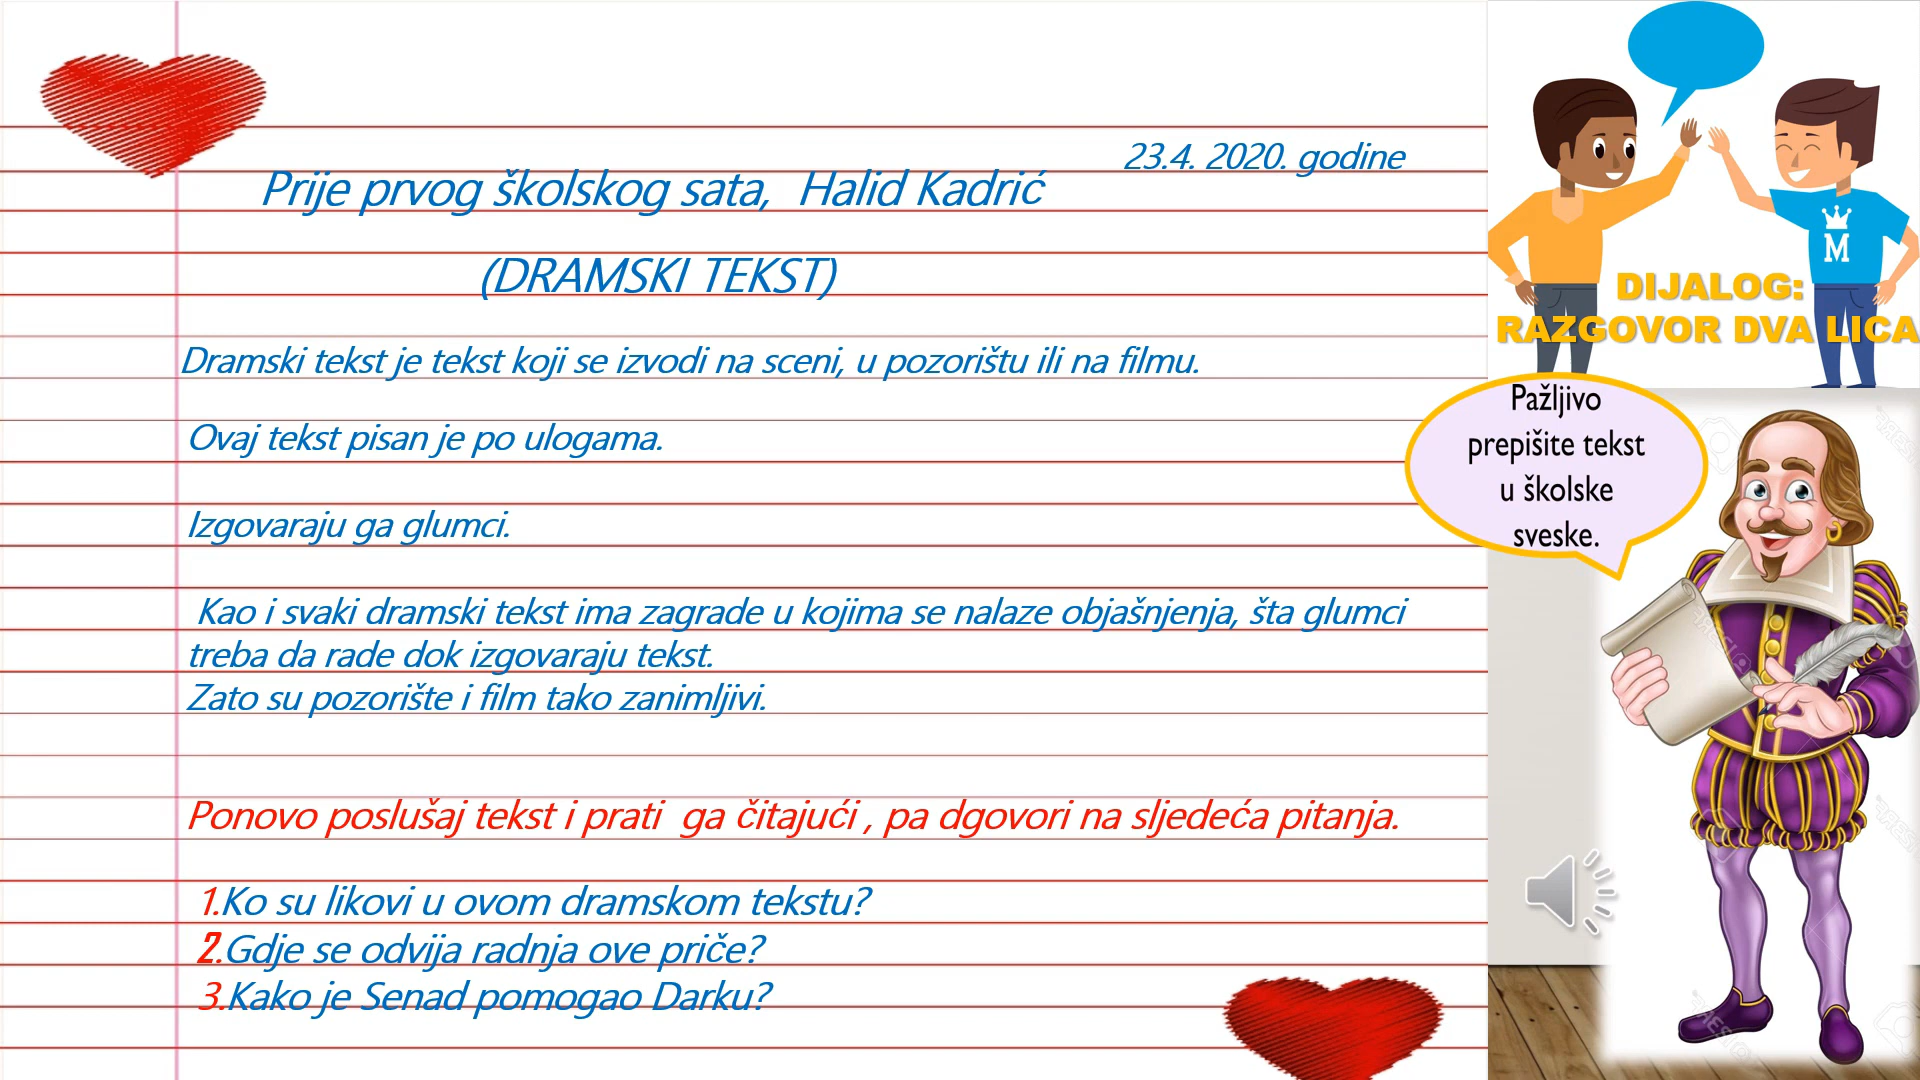 23.4. 2020. godine
Prije prvog školskog sata,  Halid Kadrić
(DRAMSKI TEKST)
Dramski tekst je tekst koji se izvodi na sceni, u pozorištu ili na filmu.
Ovaj tekst pisan je po ulogama.
Izgovaraju ga glumci.
Kao i svaki dramski tekst ima zagrade u kojima se nalaze objašnjenja, šta glumci
treba da rade dok izgovaraju tekst.
Zato su pozorište i film tako zanimljivi.
Ponovo poslušaj tekst i prati  ga čitajući , pa dgovori na sljedeća pitanja.
1.Ko su likovi u ovom dramskom tekstu?
2.Gdje se odvija radnja ove priče?
3.Kako je Senad pomogao Darku?
M
DIJALOG:
RAZGOVOR DVA LICA
Pažljivo
prepišite tekst
u školske
sveske.